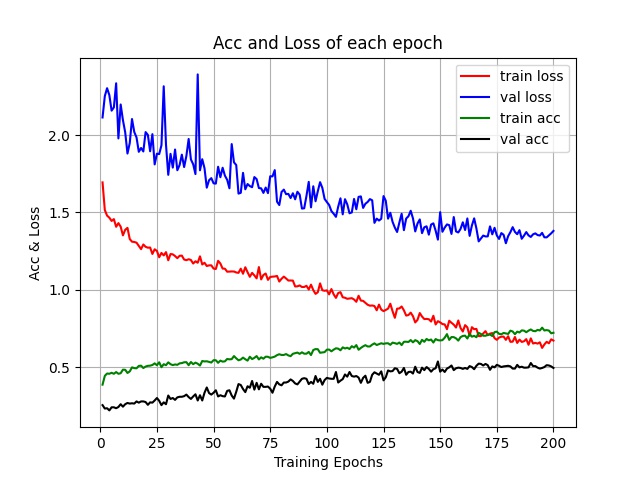 Acc and Loss of each epoch
train loss
val loss
train acc
val acc
2.0
1.5
1.0
0.5
Acc & Loss
0 25 50 75 100 125 150 175 200
Training Epochs